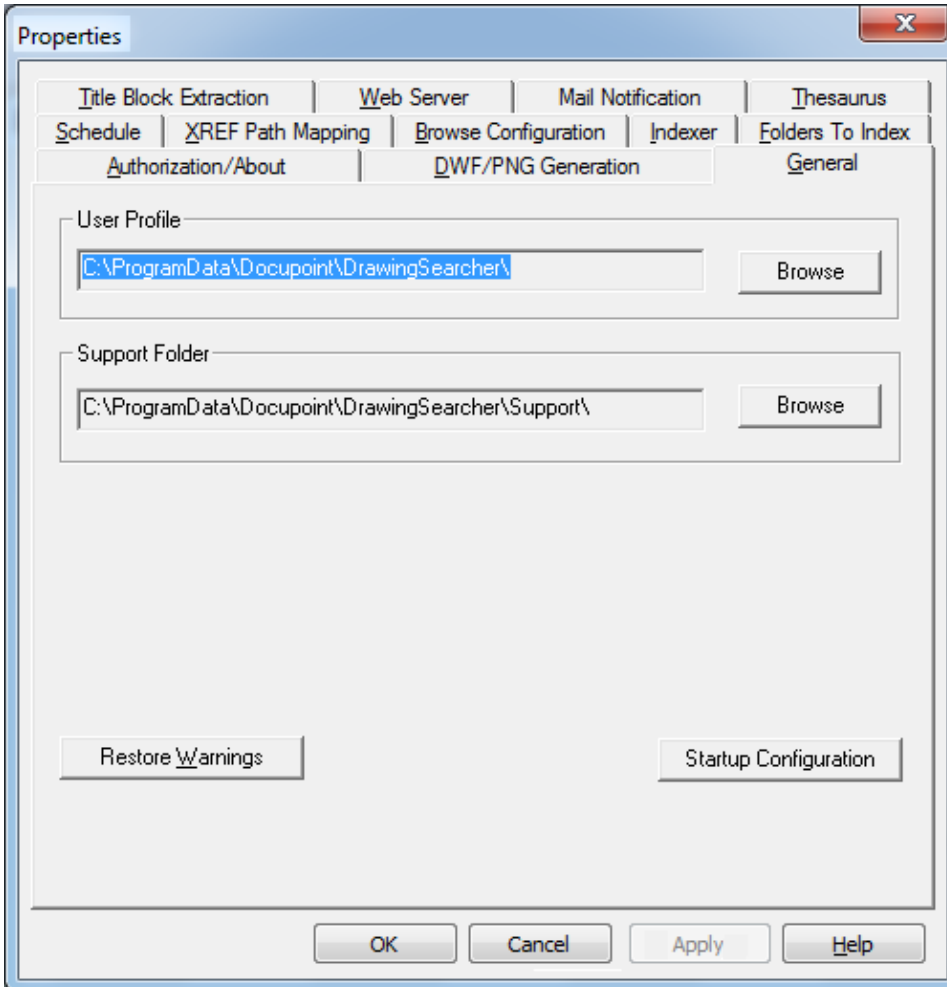 Properties
Title Block Extraction Web Server Mail Notification Thesaurus
Schedule XREF Path Mapping Browse Configuration Indexer Folders To Index
Authorization/About DWF/PNG Generation General
User Profile
C:\ProgramData\Docupoint\DrawingSearcher\ Browse
Support Folder
C:\ProgramData\Docupoint\DrawingSearcher\Support\ Browse
Restore Warnings Startup Configuration
OK Cancel Apply Help